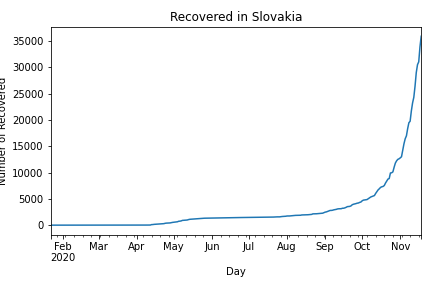 Recovered in Slovakia
Number of Recovered
35000
30000
25000
20000
15000
10000
5000
0
Feb Mar Apr May Jun Jul Aug Sep Oct Nov
2020
Day